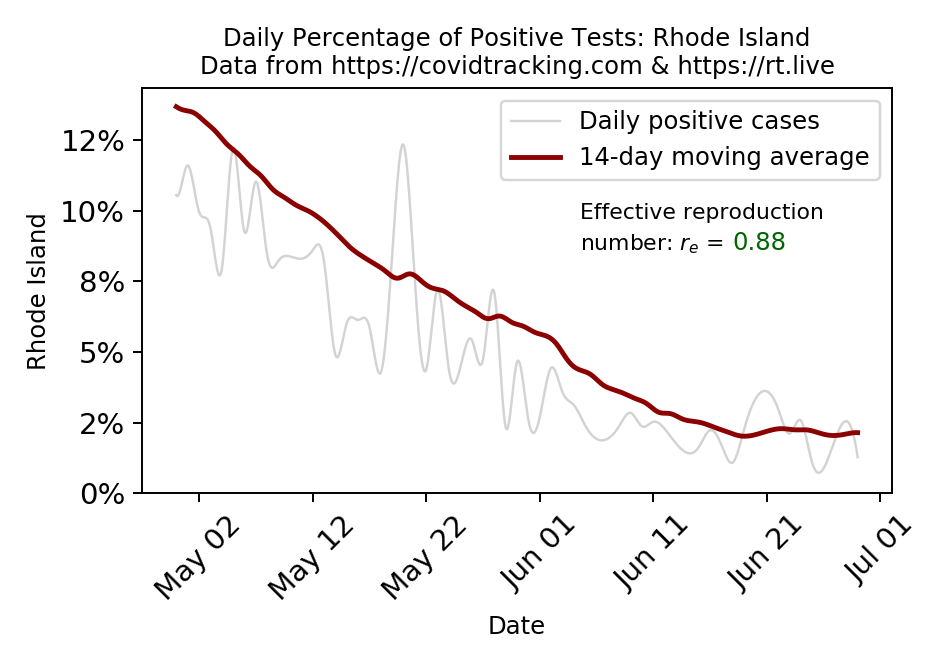 Daily Percentage of Positive Tests: Rhode Island
Data from https://covidtracking.com & https://rt.live
Daily positive cases
14-day moving average
Effective reproduction
number: rₑ = 0.88
12%
10%
8%
5%
2%
0%
Rhode Island
May 02
May 12
May 22
Jun 01
Jun 11
Jun 21
Jul 01
Date